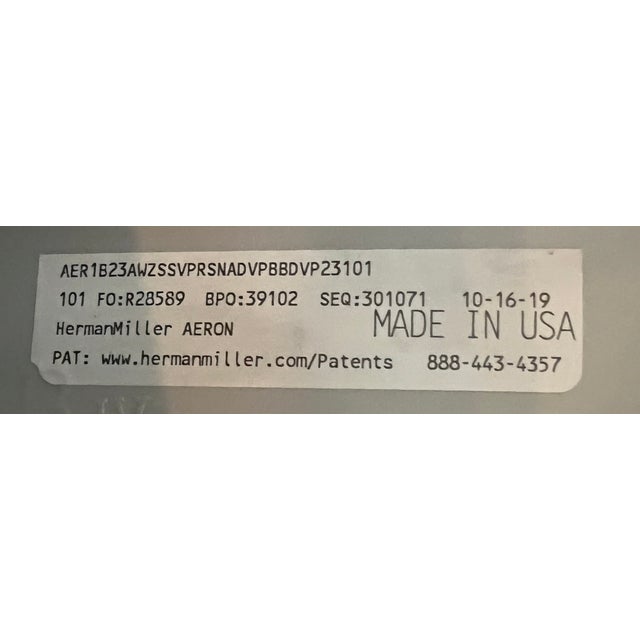 AER1B23AWZSSVPRSNADVPBBDVP23101
101 FO:R28589 BPO:39102 SEQ:301071 10-16-19
HermanMiller AERON MADE IN USA
PAT: www.hermanmiller.com/Patents 888-443-4357